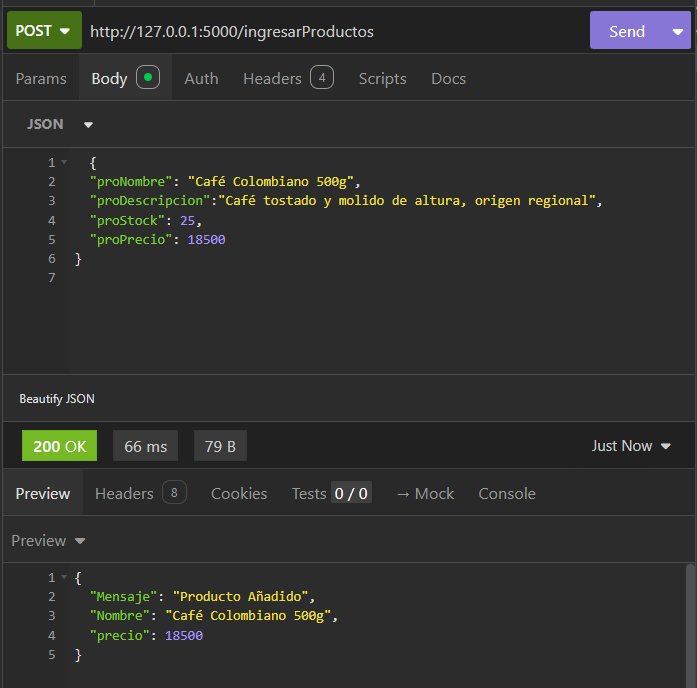 POST http://127.0.0.1:5000/ingresarProductos Send
Params Body Auth Headers 4 Scripts Docs
JSON
1 {
2 "proNombre": "Café Colombiano 500g",
3 "proDescripcion":"Café tostado y molido de altura, origen regional",
4 "proStock": 25,
5 "proPrecio": 18500
6 }
7
Beautify JSON
200 OK 66 ms 79 B Just Now
Preview Headers 8 Cookies Tests 0 / 0 → Mock Console
Preview
1 {
2 "Mensaje": "Producto Añadido",
3 "Nombre": "Café Colombiano 500g",
4 "precio": 18500
5 }